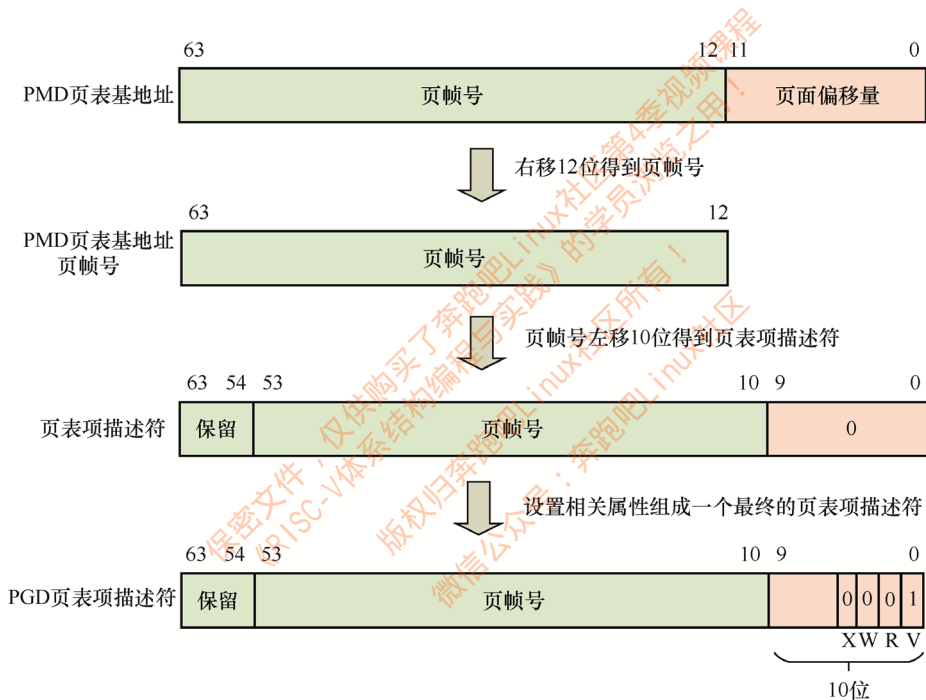 63 12 11 0
PMD页表基地址 页帧号 页面偏移量
右移12位得到页帧号
63 12
PMD页表基地址
页帧号
页帧号
页帧号左移10位得到页表项描述符
63 54 53 10 9 0
页表项描述符 保留 页帧号 0
设置相关属性组成一个最终的页表项描述符
63 54 53 10 9 0
PGD页表项描述符 保留 页帧号 0 0 0 1
X W R V
10位
保密文件，仅供购买了奔跑吧Linux社区第4季视频课程
《RISC-V体系结构编程与实践》的学员浏览之用！
版权归奔跑吧Linux社区所有！
微信公众号：奔跑吧Linux社区